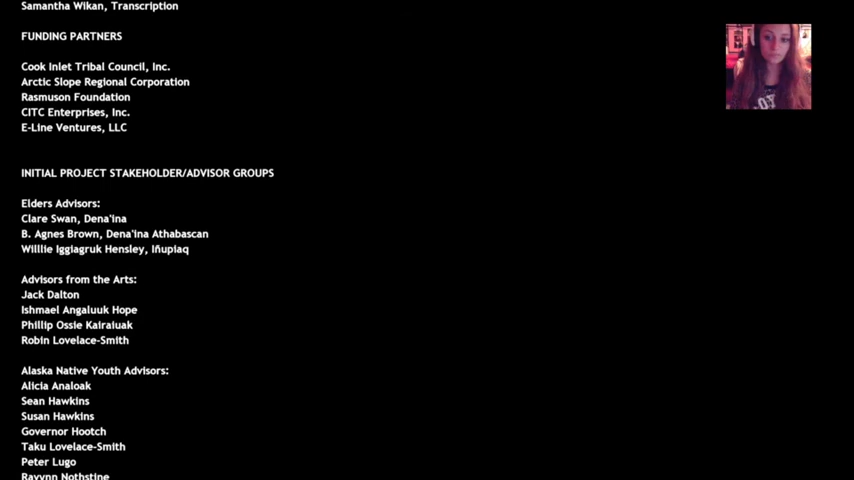 Samantha Wikan, Transcription
FUNDING PARTNERS
Cook Inlet Tribal Council, Inc.
Arctic Slope Regional Corporation
Rasmuson Foundation
CITC Enterprises, Inc.
E-Line Ventures, LLC
INITIAL PROJECT STAKEHOLDER/ADVISOR GROUPS
Elders Advisors:
Clare Swan, Dena'ina
B. Agnes Brown, Dena'ina Athabascan
Willlie Iggiagruk Hensley, Iñupiaq
Advisors from the Arts:
Jack Dalton
Ishmael Angaluuk Hope
Phillip Ossie Kairaiuak
Robin Lovelace-Smith
Alaska Native Youth Advisors:
Alicia Analoak
Sean Hawkins
Susan Hawkins
Governor Hootch
Taku Lovelace-Smith
Peter Lugo
Ravynn Nothstine